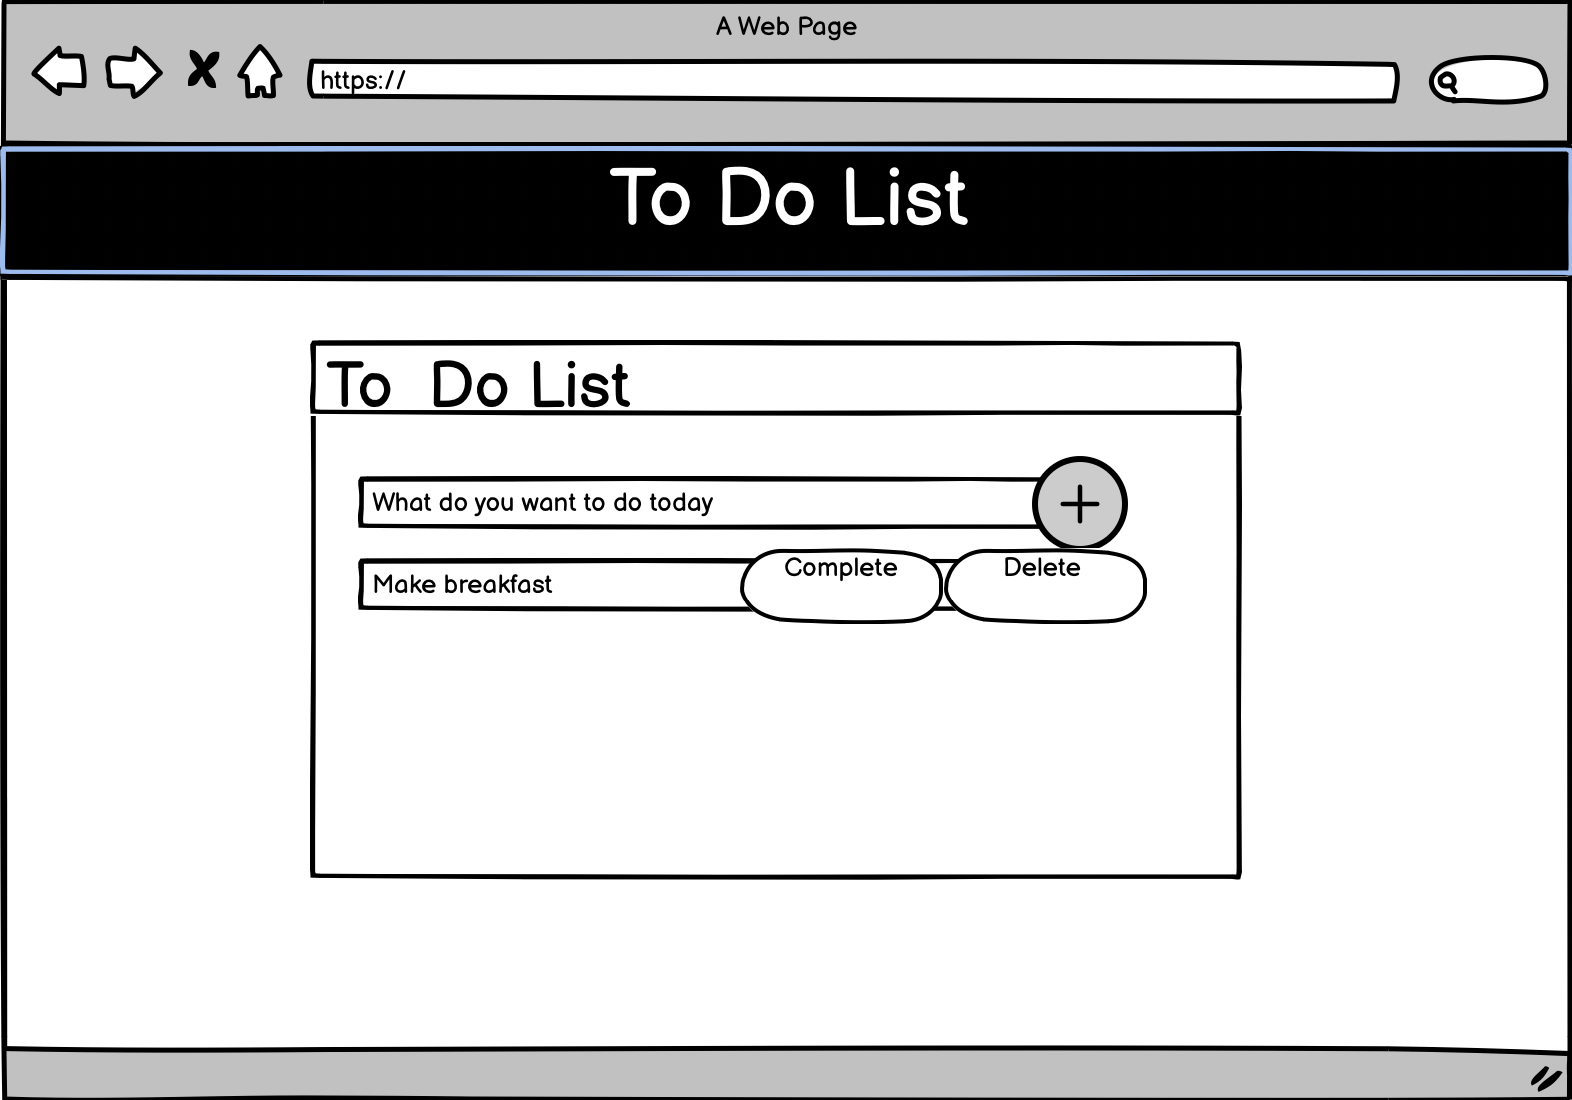 A Web Page
https://
To Do List
To Do List
What do you want to do today
Make breakfast
Complete
Delete